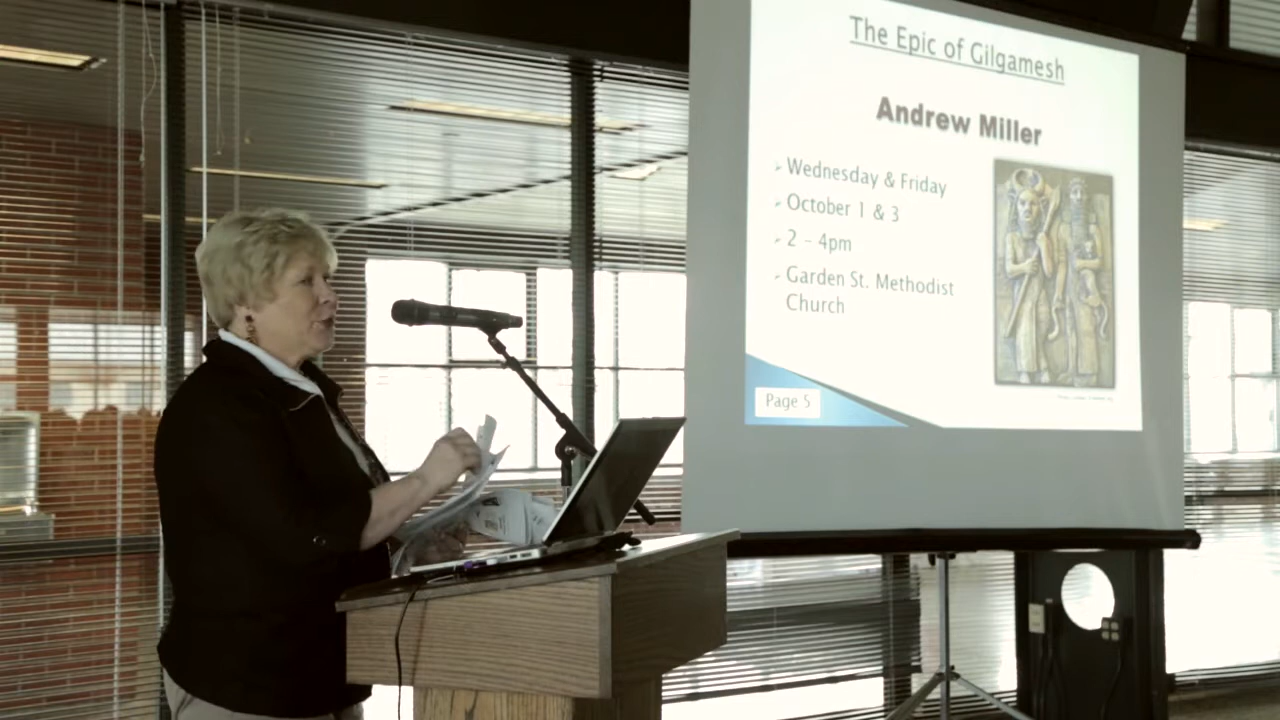 The Epic of Gilgamesh
Andrew Miller
Wednesday & Friday
October 1 & 3
2 - 4pm
Garden St. Methodist
Church
Page 5